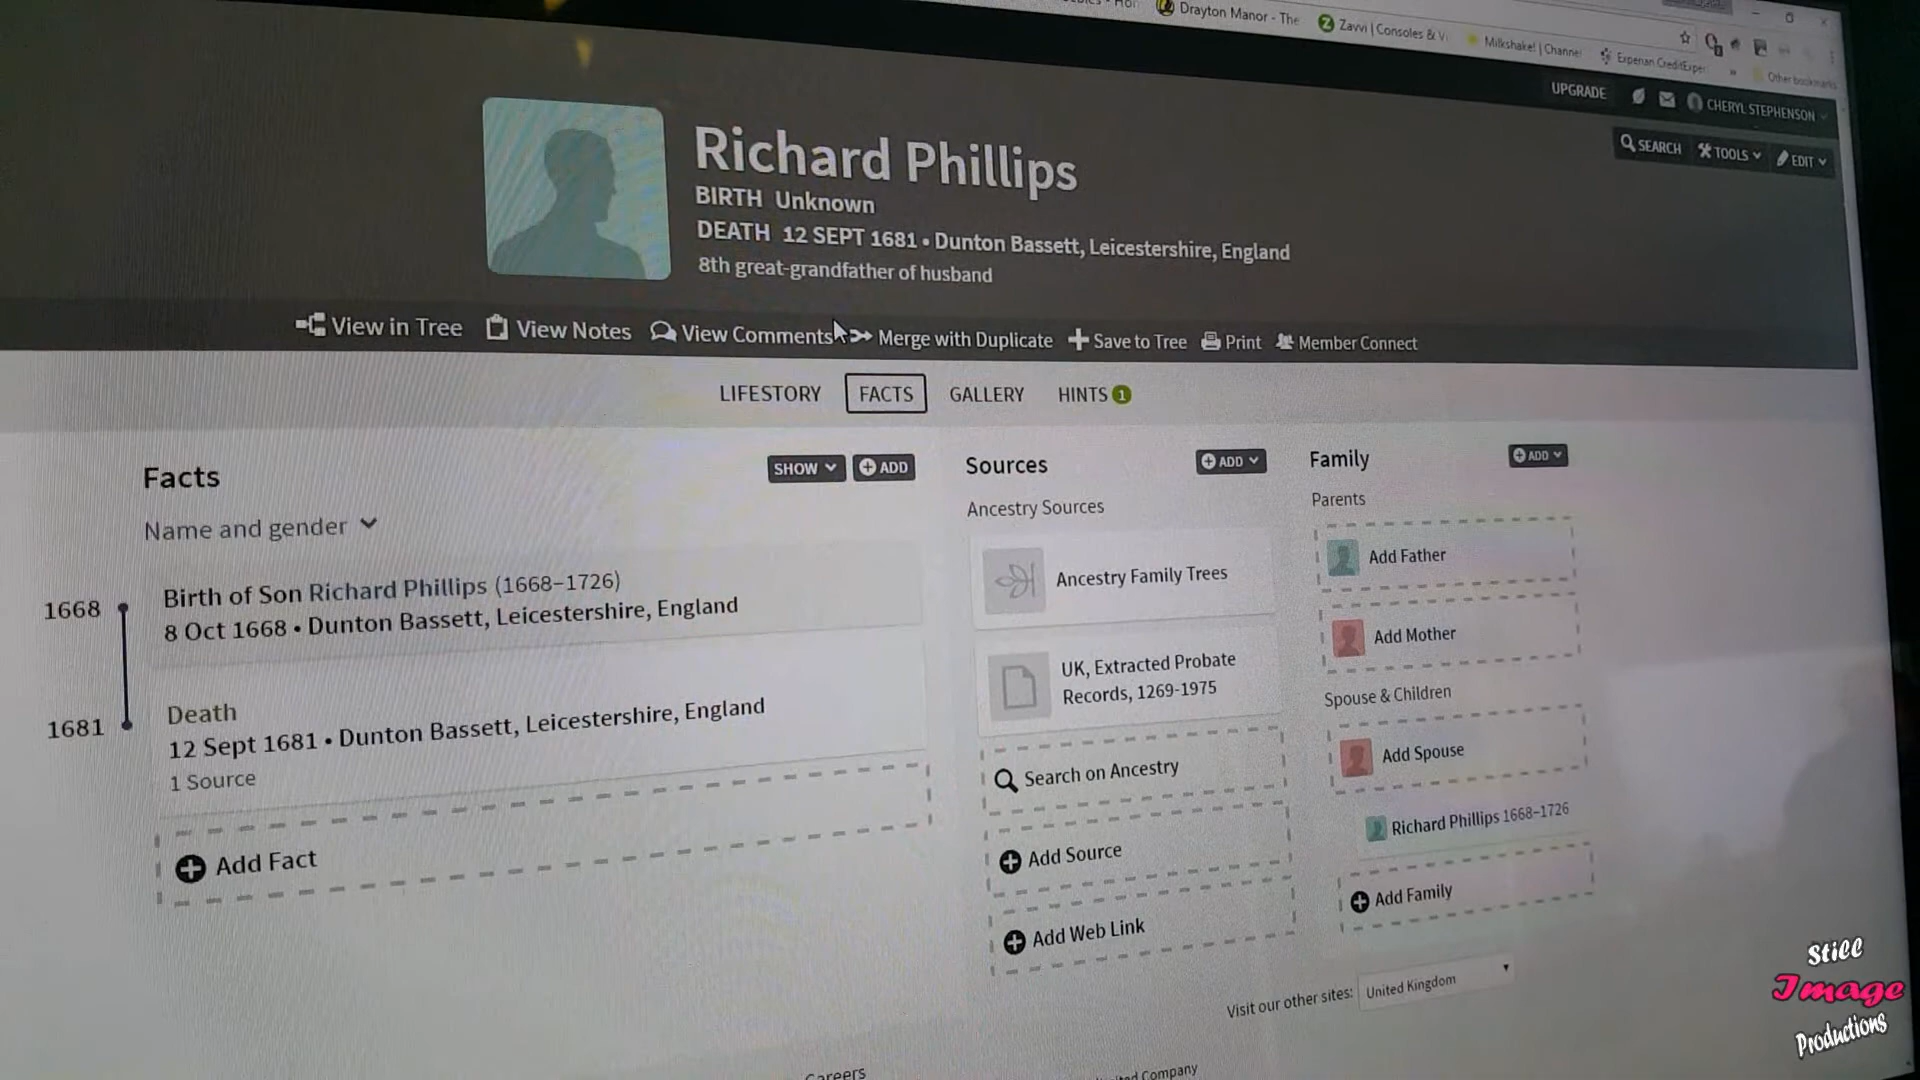 Drayton Manor - The
Zavvi | Consoles & Vi
Milkshake! | Channe
Experian CreditExper
Other bookmarks
UPGRADE
CHERYL STEPHENSON
SEARCH
TOOLS
EDIT
Richard Phillips
BIRTH Unknown
DEATH 12 SEPT 1681 • Dunton Bassett, Leicestershire, England
8th great-grandfather of husband
View in Tree
View Notes
View Comments
Merge with Duplicate
Save to Tree
Print
Member Connect
LIFESTORY
FACTS
GALLERY
HINTS 1
Facts
SHOW
ADD
Name and gender
1668
Birth of Son Richard Phillips (1668–1726)
8 Oct 1668 • Dunton Bassett, Leicestershire, England
1681
Death
12 Sept 1681 • Dunton Bassett, Leicestershire, England
1 Source
Add Fact
Sources
ADD
Ancestry Sources
Ancestry Family Trees
UK, Extracted Probate
Records, 1269-1975
Search on Ancestry
Add Source
Add Web Link
Family
ADD
Parents
Add Father
Add Mother
Spouse & Children
Add Spouse
Richard Phillips 1668–1726
Add Family
Visit our other sites: United Kingdom
Careers
Company
Still
Image
Productions